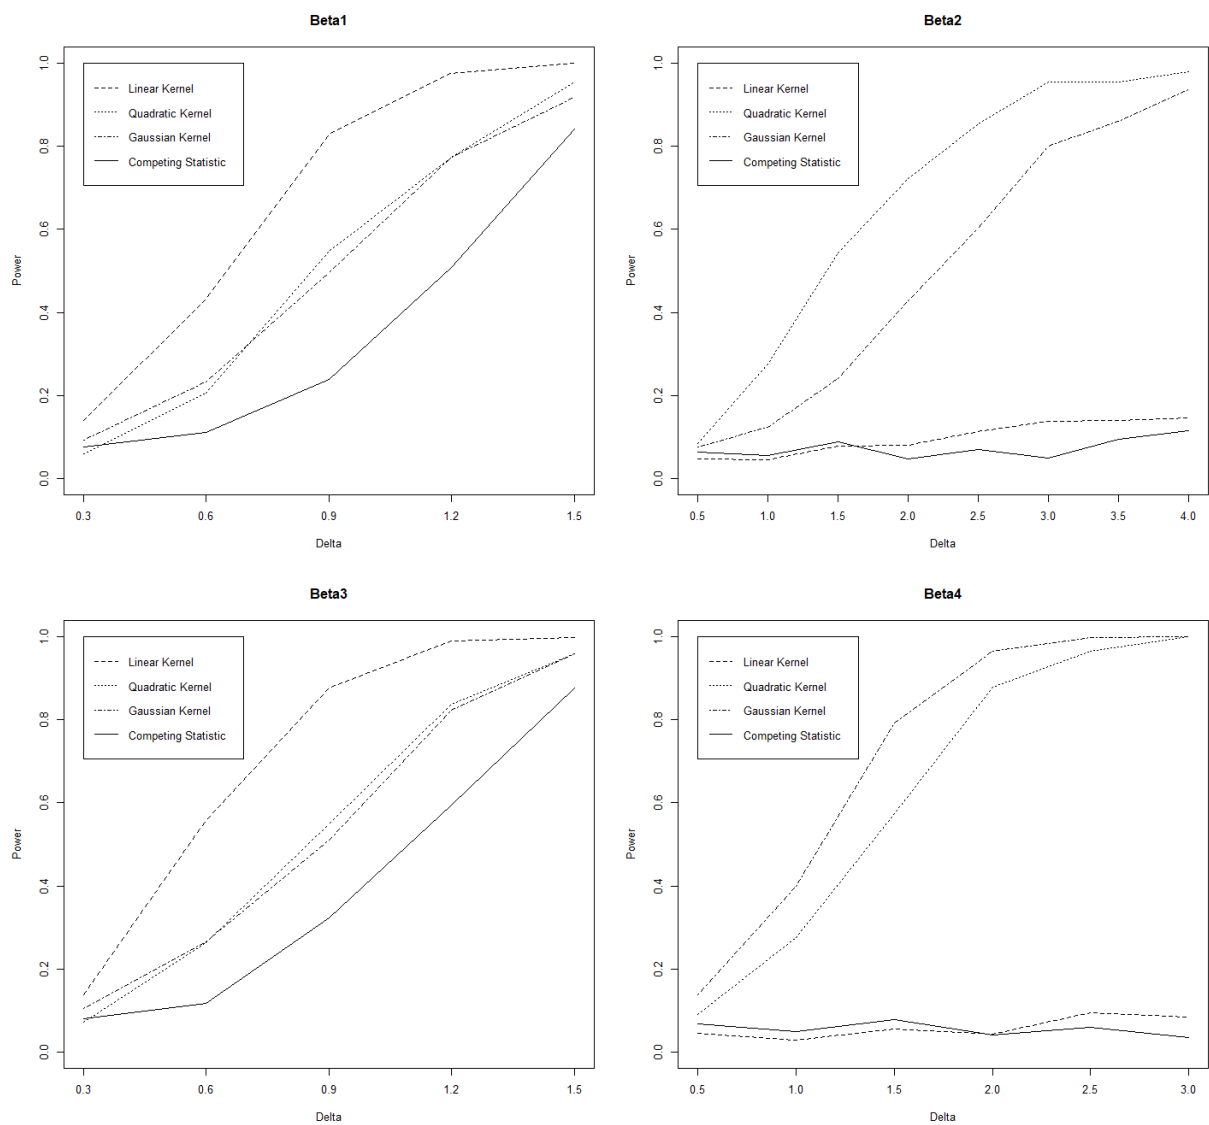 Beta1
Linear Kernel
Quadratic Kernel
Gaussian Kernel
Competing Statistic
Power
0.0
0.2
0.4
0.6
0.8
1.0
0.3
0.6
0.9
1.2
1.5
Delta
Beta2
Linear Kernel
Quadratic Kernel
Gaussian Kernel
Competing Statistic
Power
0.0
0.2
0.4
0.6
0.8
1.0
0.5
1.0
1.5
2.0
2.5
3.0
3.5
4.0
Delta
Beta3
Linear Kernel
Quadratic Kernel
Gaussian Kernel
Competing Statistic
Power
0.0
0.2
0.4
0.6
0.8
1.0
0.3
0.6
0.9
1.2
1.5
Delta
Beta4
Linear Kernel
Quadratic Kernel
Gaussian Kernel
Competing Statistic
Power
0.0
0.2
0.4
0.6
0.8
1.0
0.5
1.0
1.5
2.0
2.5
3.0
Delta